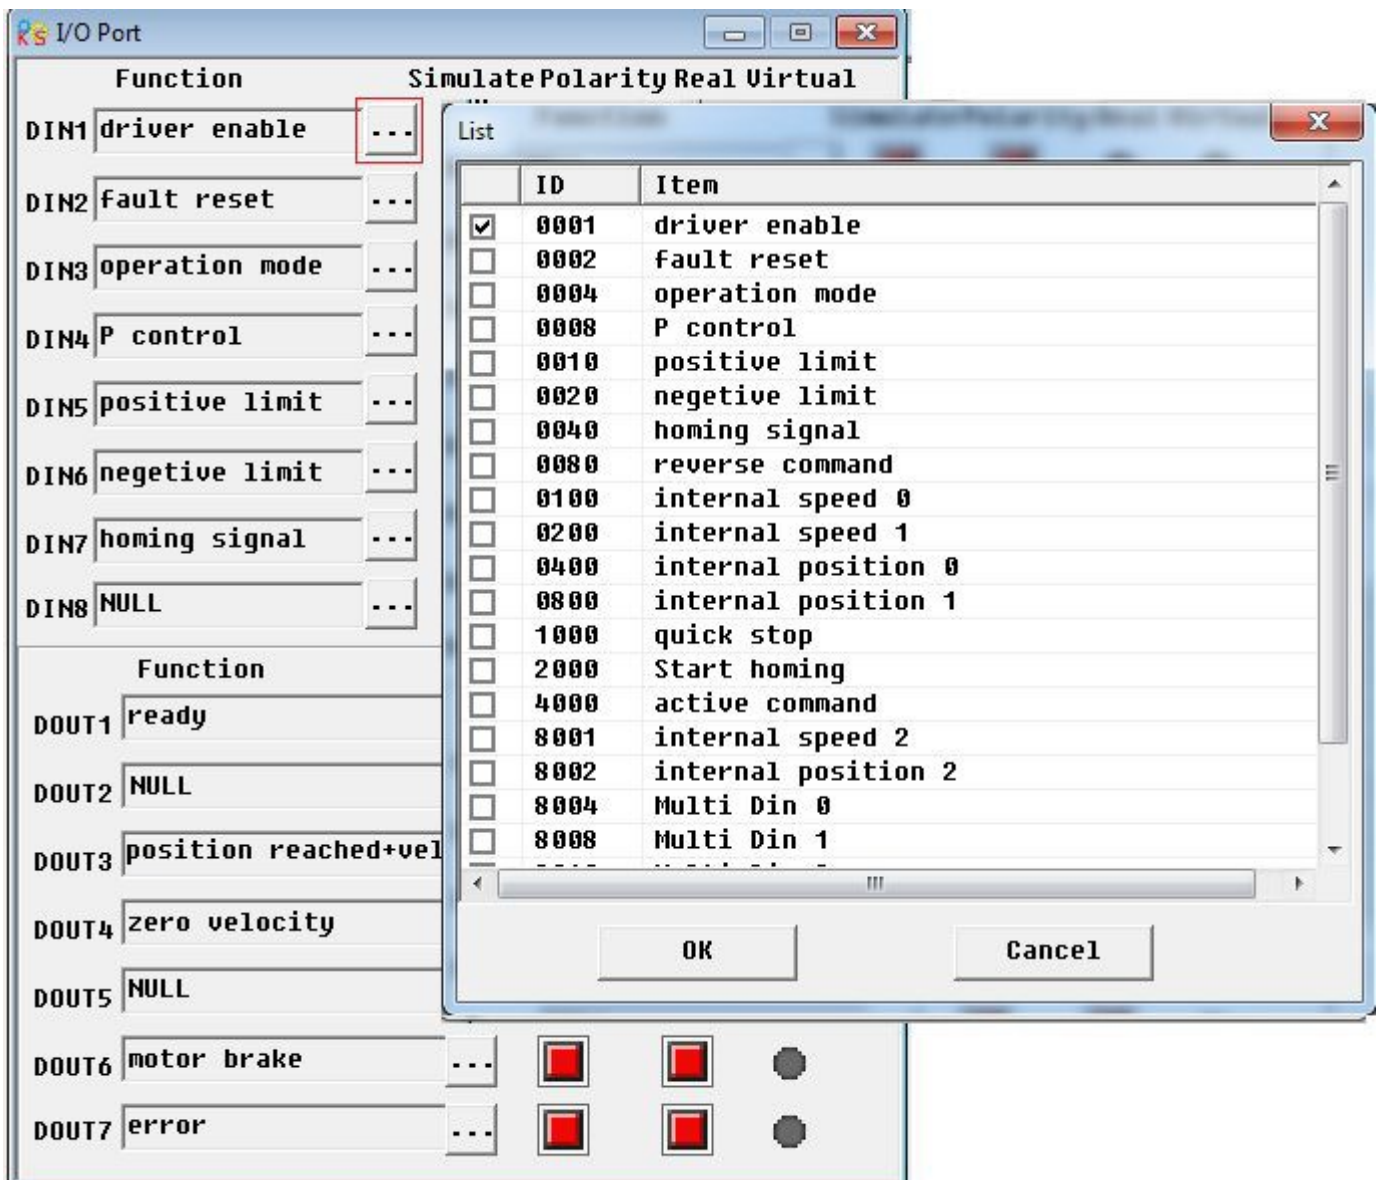 I/O Port
Function Simulate Polarity Real Virtual
DIN1 driver enable ...
DIN2 fault reset ...
DIN3 operation mode ...
DIN4 P control ...
DIN5 positive limit ...
DIN6 negetive limit ...
DIN7 homing signal ...
DIN8 NULL ...
Function
DOUT1 ready
DOUT2 NULL
DOUT3 position reached+vel
DOUT4 zero velocity
DOUT5 NULL
DOUT6 motor brake ...
DOUT7 error ...
List
ID Item
0001 driver enable
0002 fault reset
0004 operation mode
0008 P control
0010 positive limit
0020 negetive limit
0040 homing signal
0080 reverse command
0100 internal speed 0
0200 internal speed 1
0400 internal position 0
0800 internal position 1
1000 quick stop
2000 Start homing
4000 active command
8001 internal speed 2
8002 internal position 2
8004 Multi Din 0
8008 Multi Din 1
OK Cancel